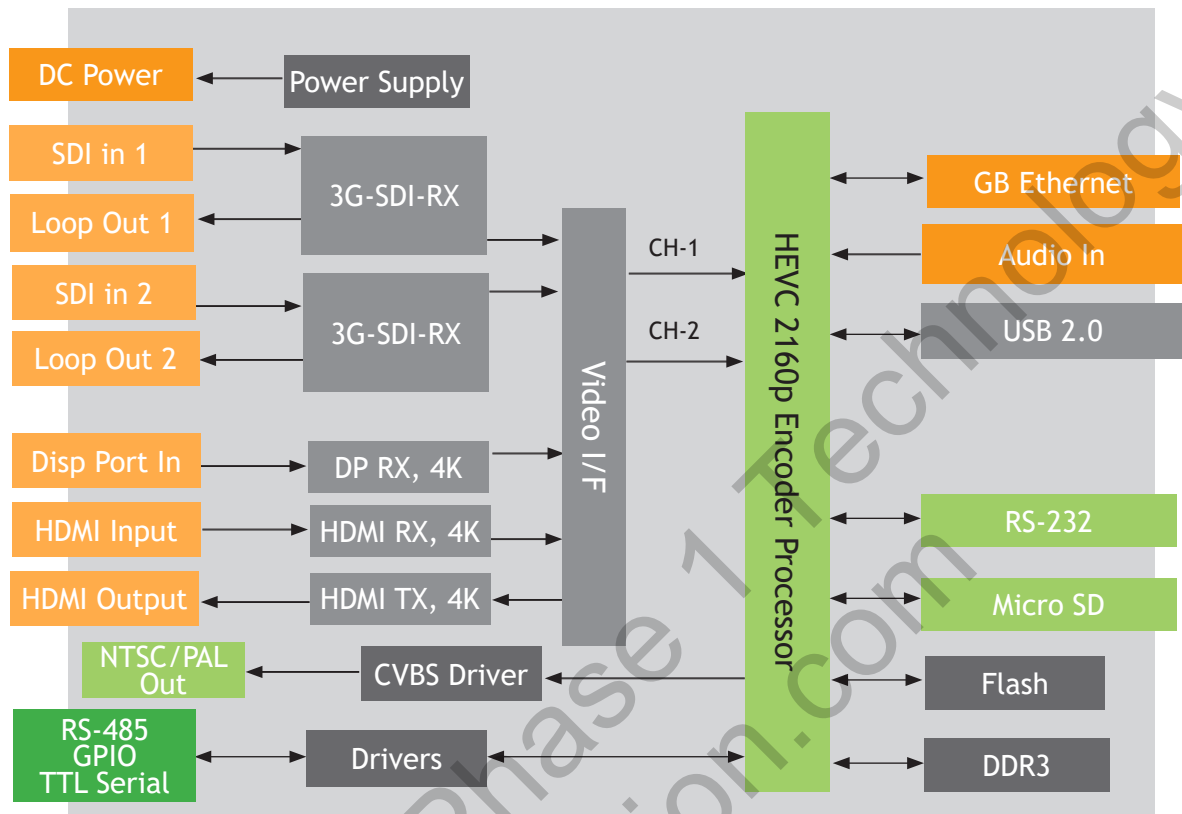 DC Power
Power Supply
SDI in 1
Loop Out 1
3G-SDI-RX
SDI in 2
Loop Out 2
3G-SDI-RX
Disp Port In
DP RX, 4K
HDMI Input
HDMI RX, 4K
HDMI Output
HDMI TX, 4K
NTSC/PAL
Out
CVBS Driver
RS-485
GPIO
TTL Serial
Drivers
Video I/F
CH-1
CH-2
HEVC 2160p Encoder Processor
GB Ethernet
Audio In
USB 2.0
RS-232
Micro SD
Flash
DDR3
Phase 1 Technology
ion.com